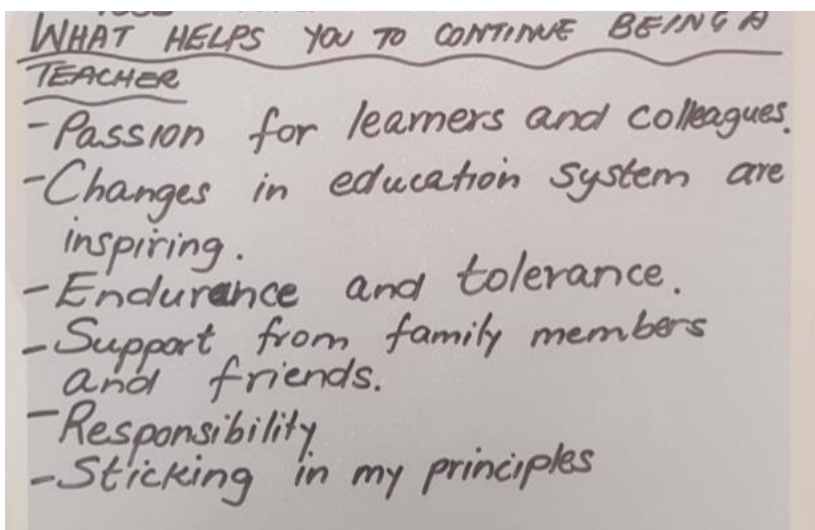 WHAT HELPS YOU TO CONTINUE BEING A
TEACHER
- Passion for learners and colleagues.
- Changes in education system are
inspiring.
- Endurance and tolerance.
- Support from family members
and friends.
- Responsibility
- Sticking in my principles